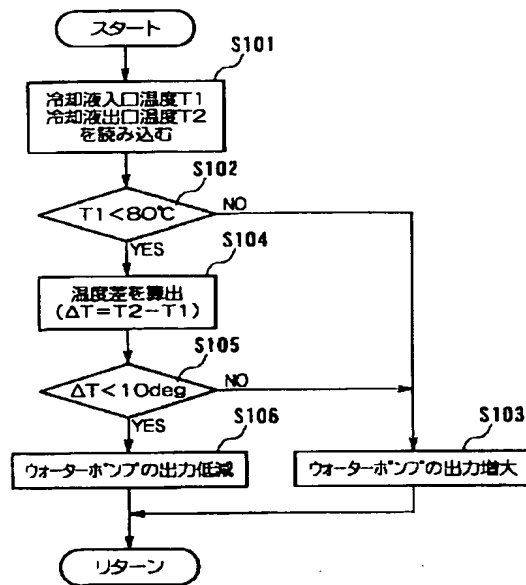 スタート
S101
冷却液入口温度T1
冷却液出口温度T2
を読み込む
S102
T1<80℃
NO
YES
S104
温度差を算出
(ΔT=T2-T1)
S105
ΔT<10deg
NO
YES
S106
S103
ウォーターポンプの出力低減
ウォーターポンプの出力増大
リターン